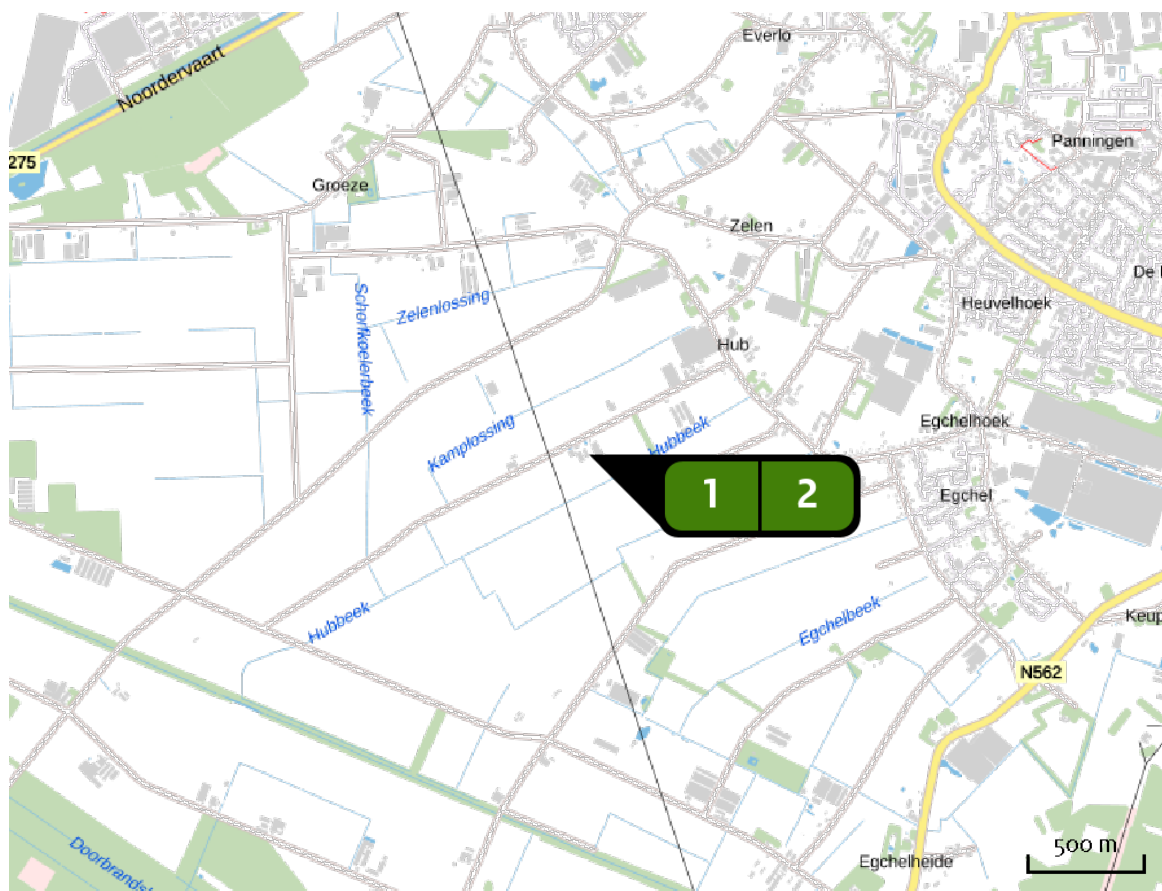 Everlo
Noordervaart
Panningen
275
Groeze
Zelen
De
Zelenlossing
Schorfkoelerbeek
Heuvelhoek
Hub
Kamplossing
Hubbeek
Egchelhoek
1 2
Egchel
Hubbeek
Egchelbeek
Keup
N562
Doorbrands
500 m
Egchelheide